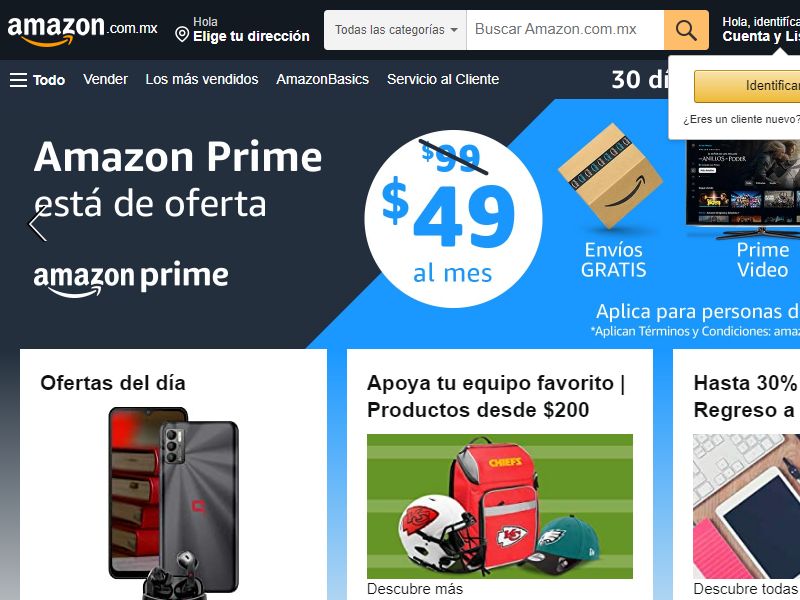 amazon.com.mx
Hola
Elige tu dirección
Todas las categorías
Buscar Amazon.com.mx
Hola, identifica
Cuenta y Lis
Todo
Vender
Los más vendidos
AmazonBasics
Servicio al Cliente
30 dí
Identificar
¿Eres un cliente nuevo?
Amazon Prime
está de oferta
amazon prime
$99
$49
al mes
Envíos
GRATIS
Prime
Video
Aplica para personas d
*Aplican Términos y Condiciones: amaz
Ofertas del día
Apoya tu equipo favorito |
Productos desde $200
CHIEFS
KC
Descubre más
Hasta 30%
Regreso a
Descubre todas